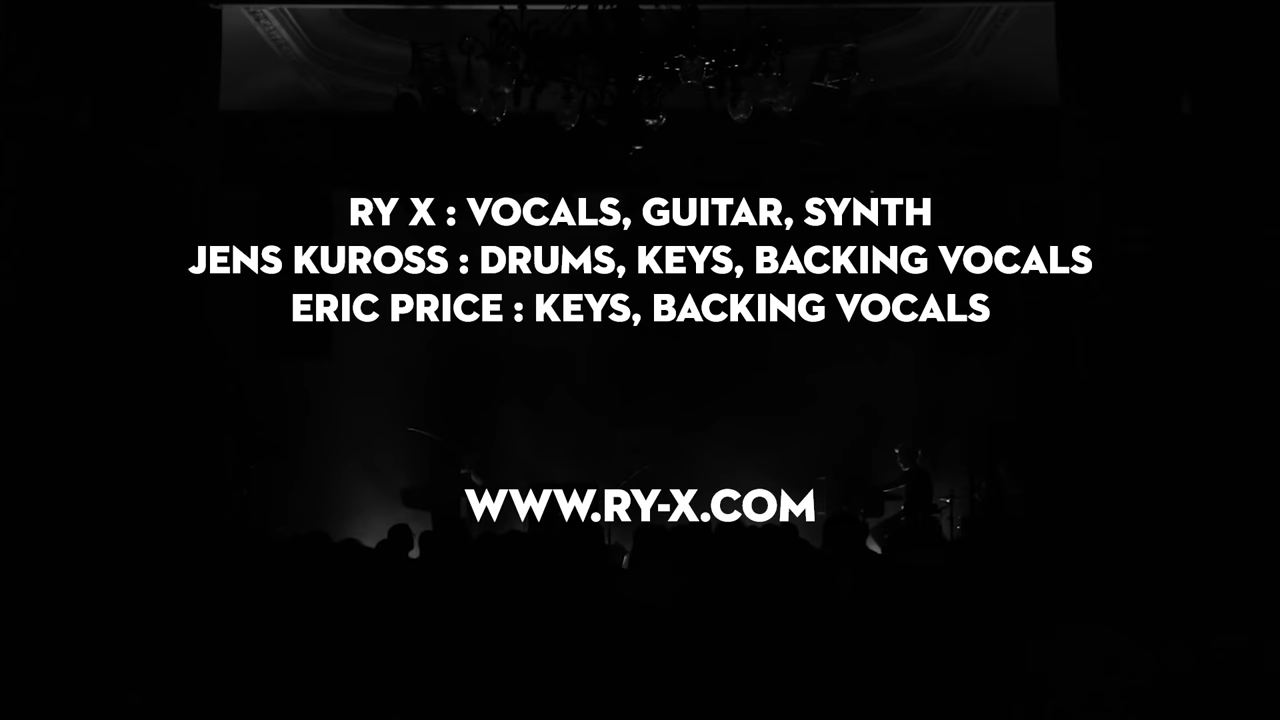 RY X : VOCALS, GUITAR, SYNTH
JENS KUROSS : DRUMS, KEYS, BACKING VOCALS
ERIC PRICE : KEYS, BACKING VOCALS
WWW.RY-X.COM